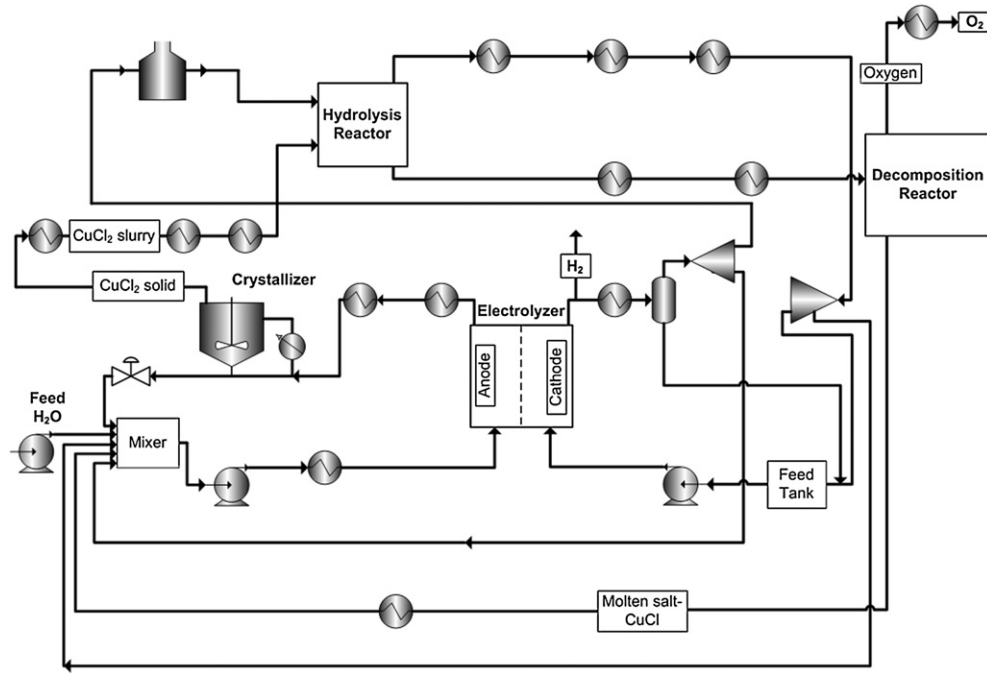 O₂
Oxygen
Hydrolysis
Reactor
Decomposition
Reactor
CuCl₂ slurry
CuCl₂ solid
Crystallizer
H₂
Electrolyzer
Anode
Cathode
Feed
H₂O
Mixer
Feed
Tank
Molten salt-
CuCl